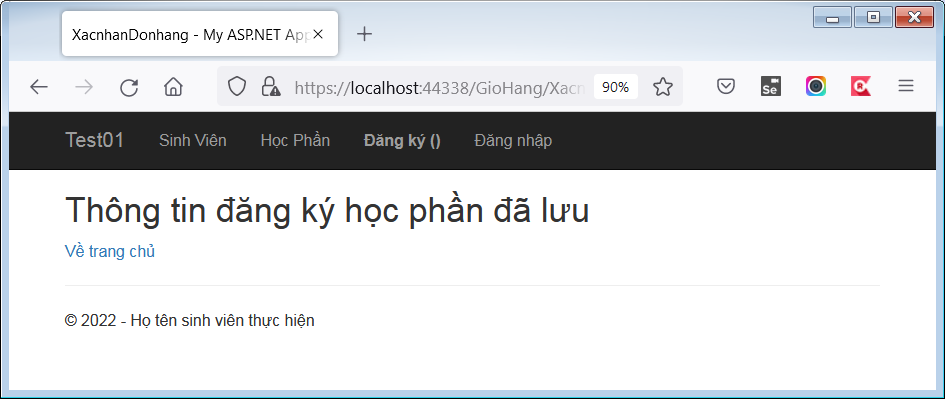 XacnhanDonhang - My ASP.NET App
https://localhost:44338/GioHang/Xacn
90%
Se
Test01 Sinh Viên Học Phần Đăng ký () Đăng nhập
Thông tin đăng ký học phần đã lưu
Về trang chủ
© 2022 - Họ tên sinh viên thực hiện